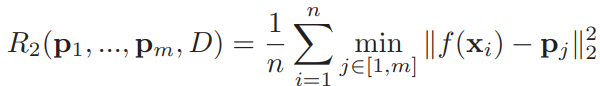 $R_2(\mathbf{p}_1, ..., \mathbf{p}_m, D) = \frac{1}{n} \sum_{i=1}^{n} \min_{j \in [1,m]} \| f(\mathbf{x}_i) - \mathbf{p}_j \|_2^2$